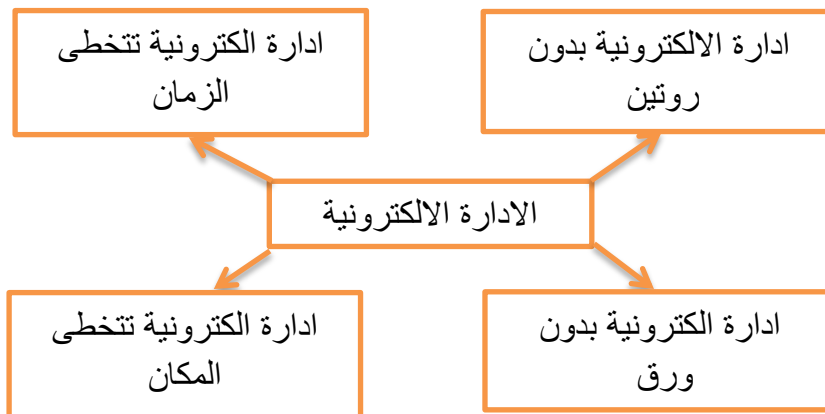 ادارة الالكترونية بدون
روتين
ادارة الكترونية تتخطى
الزمان
الادارة الالكترونية
ادارة الكترونية بدون
ورق
ادارة الكترونية تتخطى
المكان